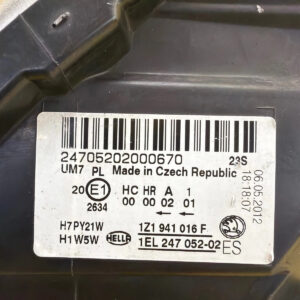 24705202000670 23S
UM7 PL Made in Czech Republic
20 E1 HC HR A 1
2634 00 00 02 01
H7PY21W 1Z1 941 016 F
H1W5W HELLA 1EL 247 052-02 ES
06.05.2012
18:18:07